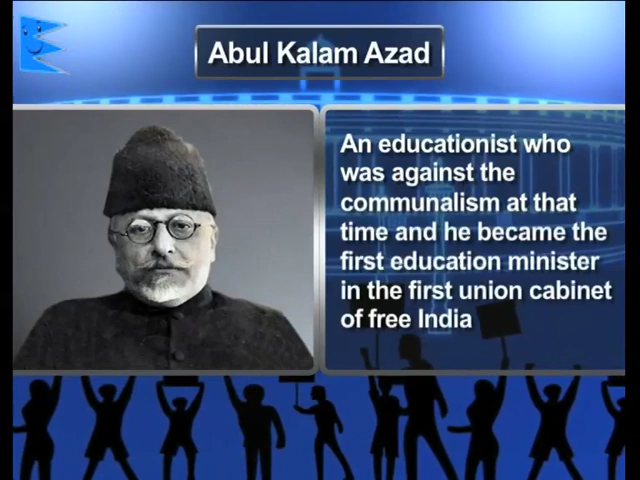 Abul Kalam Azad
An educationist who
was against the
communalism at that
time and he became the
first education minister
in the first union cabinet
of free India